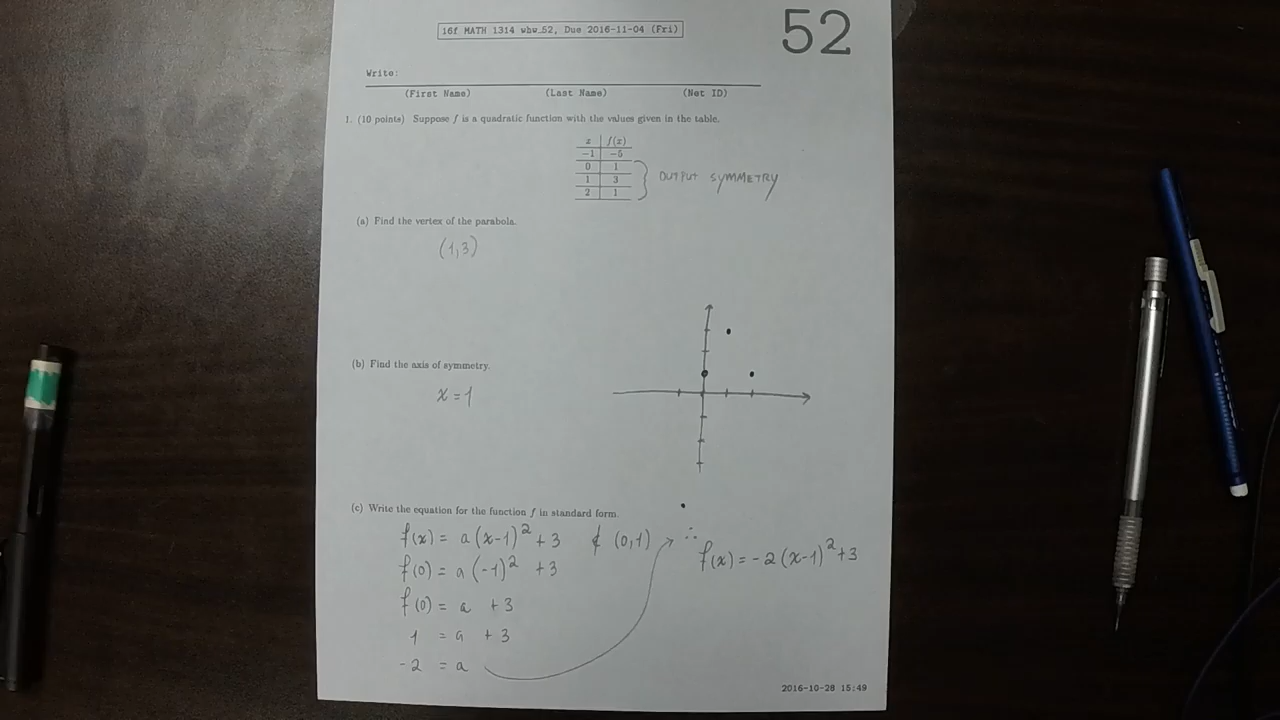 52
16f MATH 1314 whw_52, Due 2016-11-04 (Fri)
Write:
(First Name) (Last Name) (Net ID)
1. (10 points) Suppose f is a quadratic function with the values given in the table.
x f(x)
−1 −5
0 1
1 3
2 1
OUTPUT SYMMETRY
(a) Find the vertex of the parabola.
(1,3)
(b) Find the axis of symmetry.
x = 1
(c) Write the equation for the function f in standard form.
f(x) = a(x-1)² + 3 & (0,1)
f(0) = a(-1)² + 3
f(0) = a + 3
1 = a + 3
-2 = a
∴ f(x) = -2(x-1)² + 3
2016-10-28 15:49